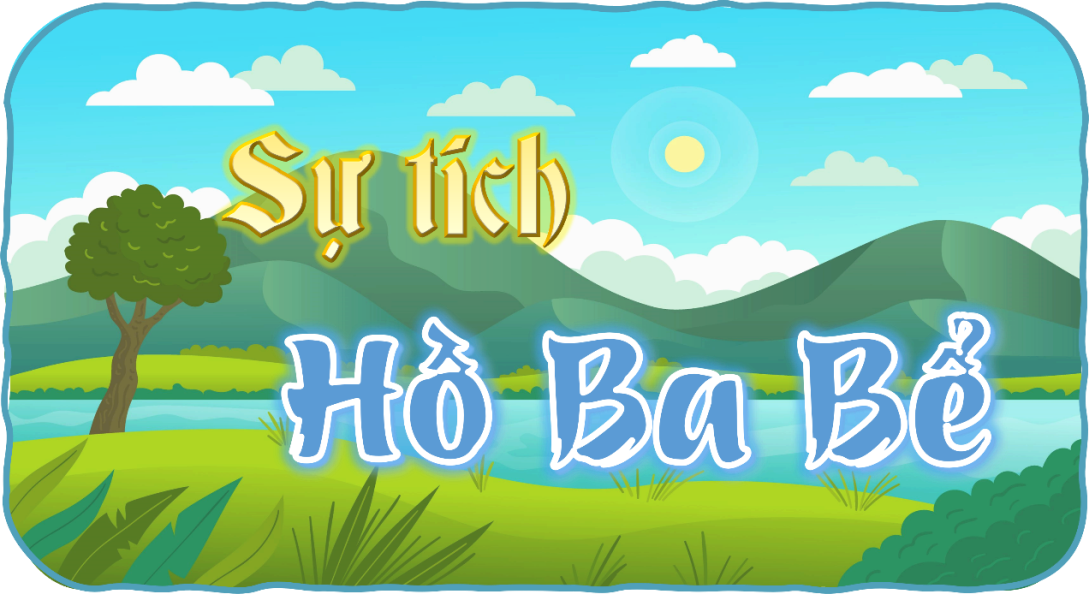 Sự tích
Hồ Ba Bể